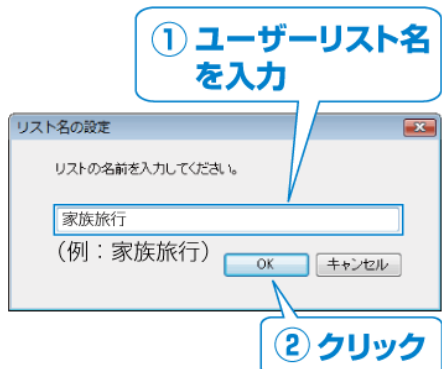 ① ユーザーリスト名
を入力
リスト名の設定
リストの名前を入力してください。
家族旅行
(例：家族旅行)
OK
キャンセル
② クリック